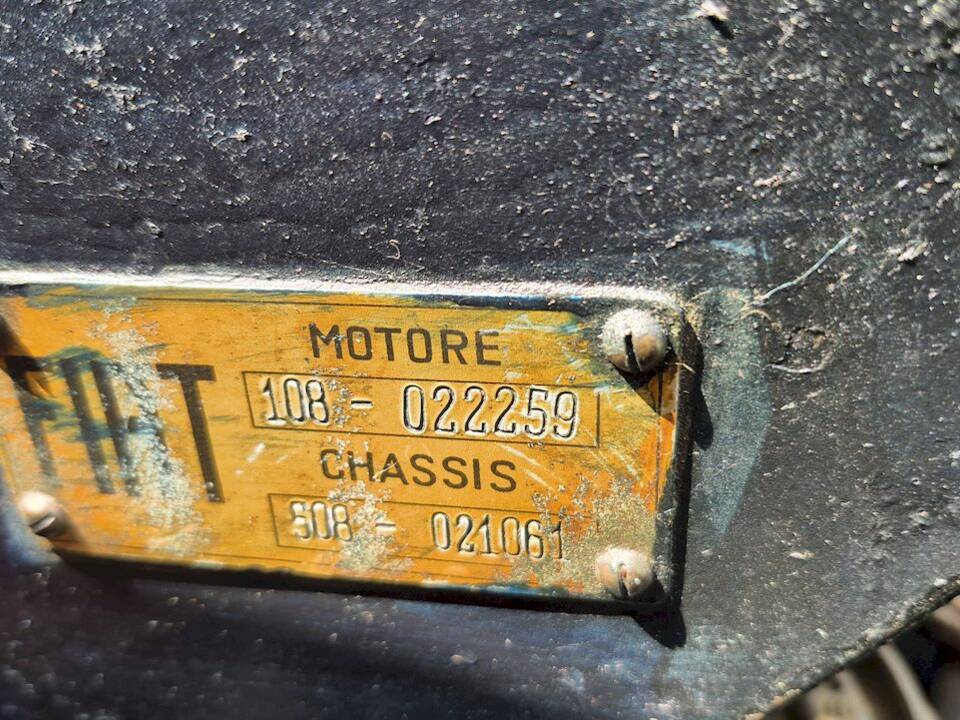 FIAT
MOTORE
108 - 022259
CHASSIS
508 - 021061